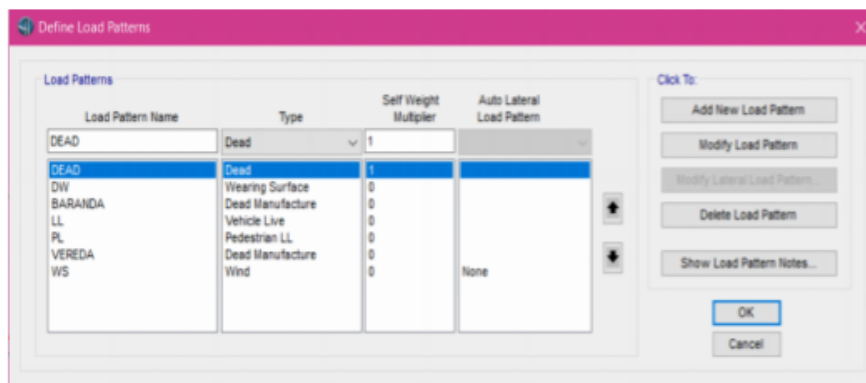 Define Load Patterns
Load Patterns
Click To:
Load Pattern Name Type Self Weight Multiplier Auto Lateral Load Pattern
DEAD Dead 1
DEAD Dead 1
DW Wearing Surface 0
BARANDA Dead Manufacture 0
LL Vehicle Live 0
PL Pedestrian LL 0
VEREDA Dead Manufacture 0
WS Wind 0 None
Add New Load Pattern
Modify Load Pattern
Modify Lateral Load Pattern...
Delete Load Pattern
Show Load Pattern Notes...
OK
Cancel